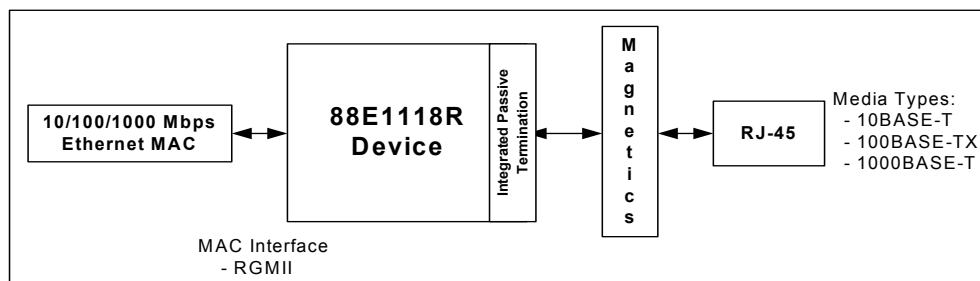 10/100/1000 Mbps
Ethernet MAC
88E1118R
Device
Integrated Passive
Termination
Magnetics
RJ-45
Media Types:
- 10BASE-T
- 100BASE-TX
- 1000BASE-T
MAC Interface
- RGMII